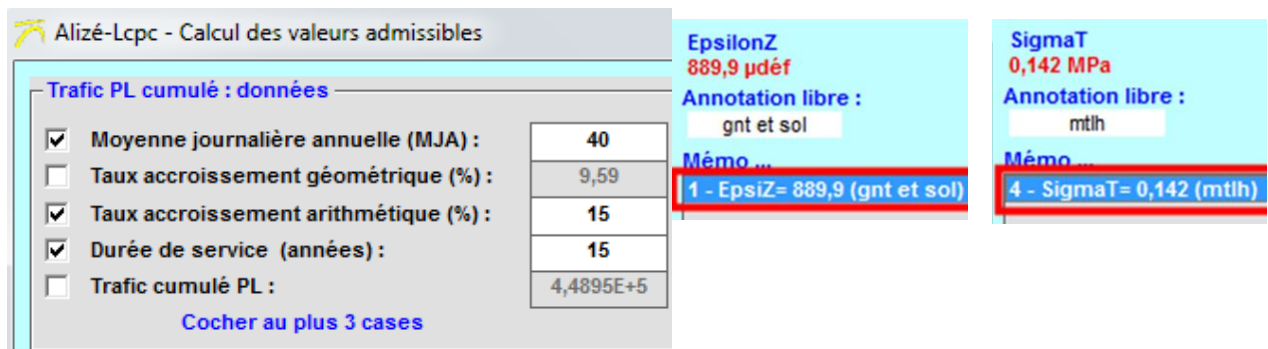 Alizé-Lcpc - Calcul des valeurs admissibles
Trafic PL cumulé : données
Moyenne journalière annuelle (MJA) : 40
Taux accroissement géométrique (%) : 9,59
Taux accroissement arithmétique (%) : 15
Durée de service (années) : 15
Trafic cumulé PL : 4,4895E+5
Cocher au plus 3 cases
EpsilonZ
889,9 µdéf
Annotation libre :
gnt et sol
Mémo ...
1 - EpsiZ= 889,9 (gnt et sol)
SigmaT
0,142 MPa
Annotation libre :
mtlh
Mémo ...
4 - SigmaT= 0,142 (mtlh)